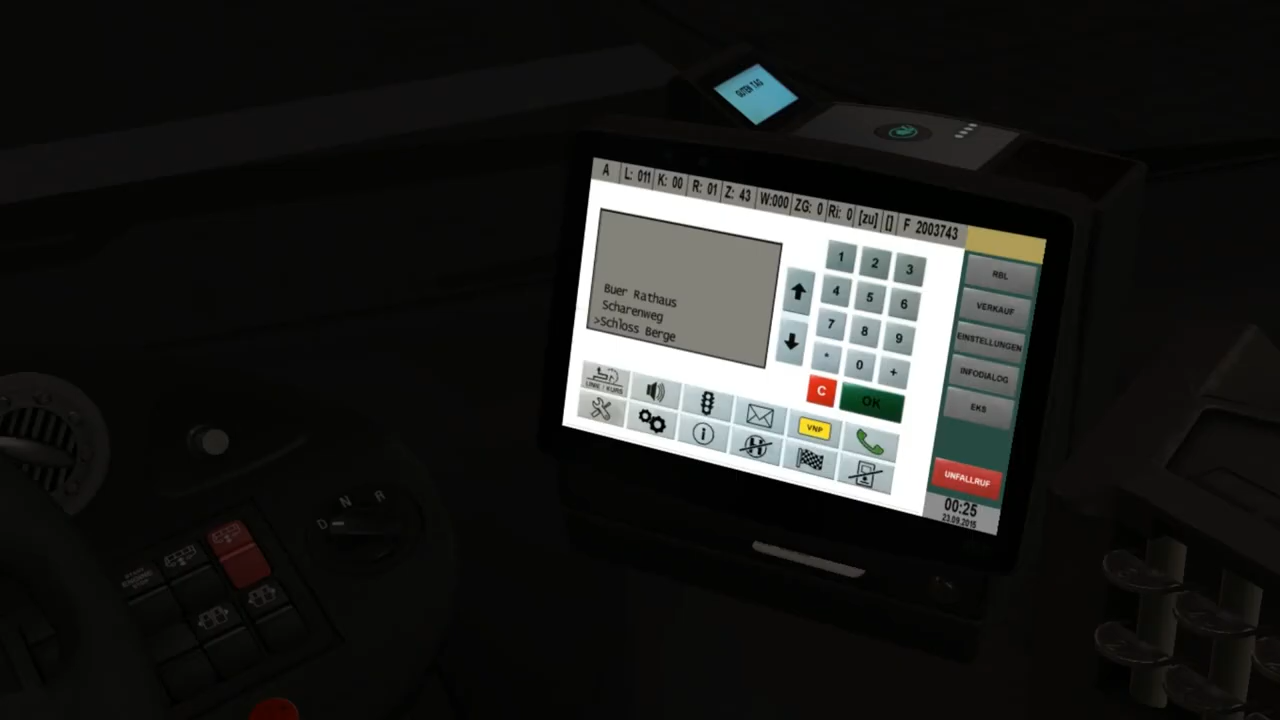 GUTEN TAG
A L: 011 K: 00 R: 01 Z: 43 W:000 ZG: 0 Ri: 0 [zu] [] F 2003743
Buer Rathaus
Scharenweg
>Schloss Berge
1 2 3
4 5 6
7 8 9
* 0 +
C OK
LINIE / KURS
VNP
H
RBL
VERKAUF
EINSTELLUNGEN
INFODIALOG
EKS
UNFALLRUF
00:25
23.09.2015
D N R